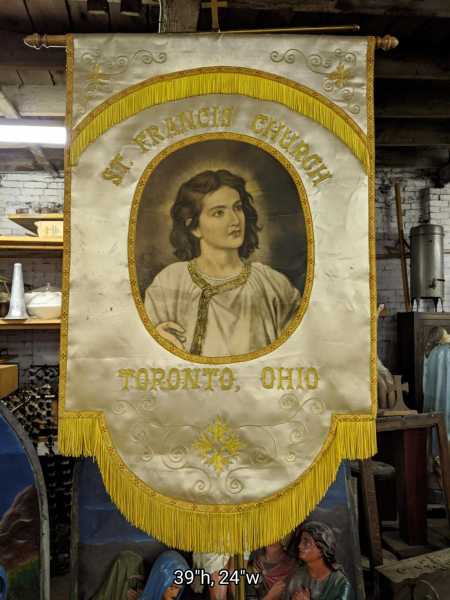 ST. FRANCIS CHURCH
TORONTO, OHIO
39"h, 24"w